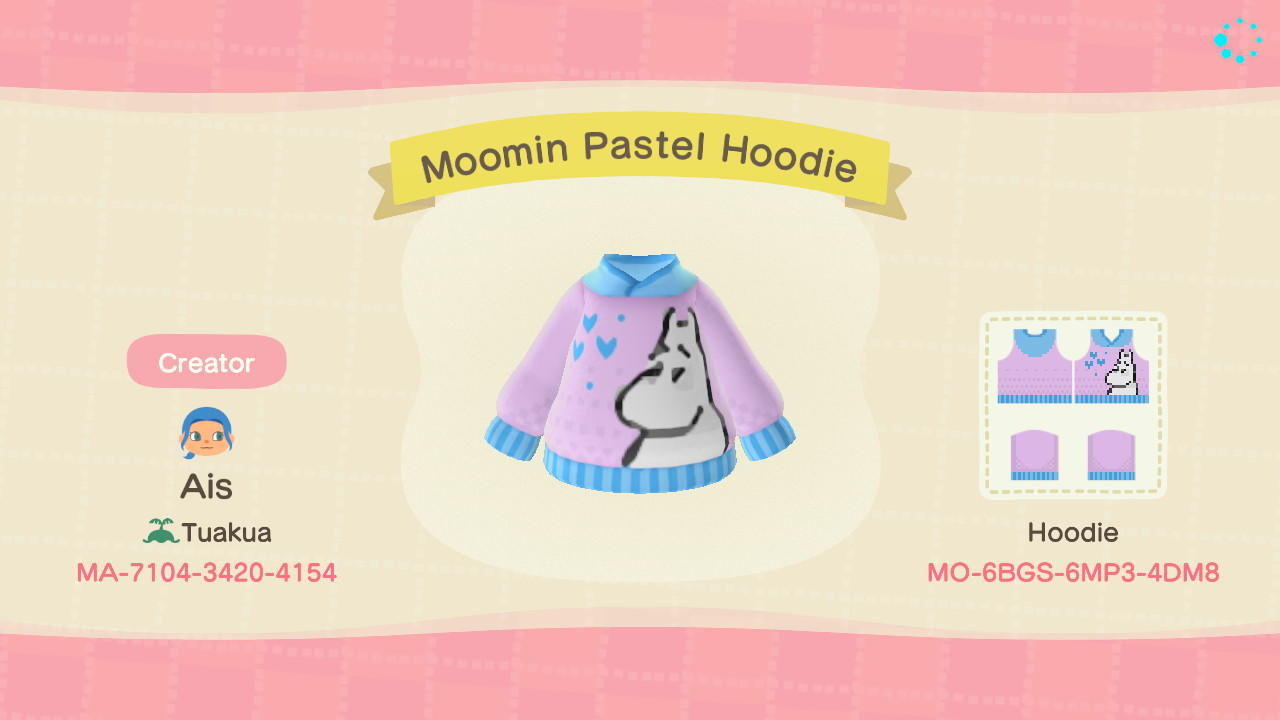 Moomin Pastel Hoodie
Creator
Ais
Tuakua
MA-7104-3420-4154
Hoodie
MO-6BGS-6MP3-4DM8